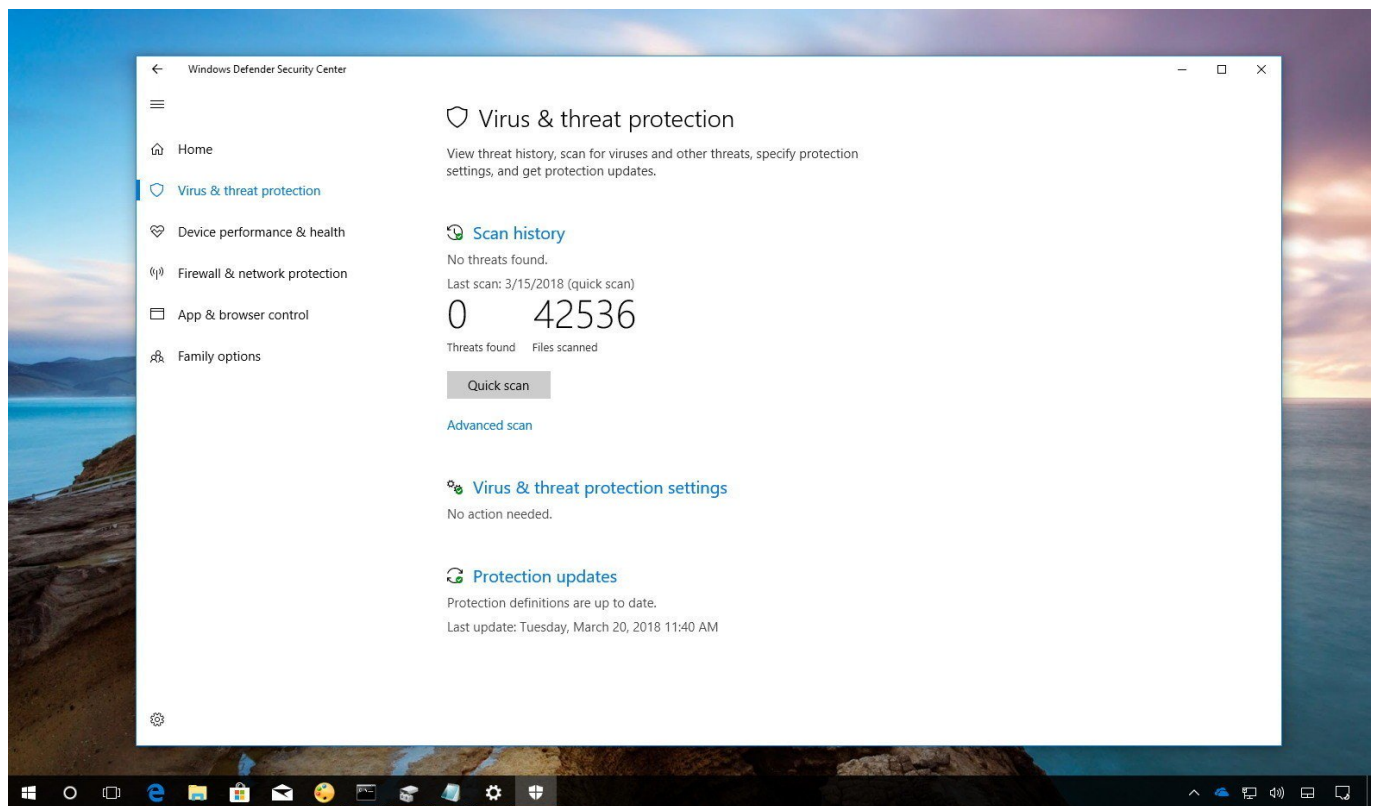 Windows Defender Security Center
Home
Virus & threat protection
Device performance & health
Firewall & network protection
App & browser control
Family options
Virus & threat protection
View threat history, scan for viruses and other threats, specify protection
settings, and get protection updates.
Scan history
No threats found.
Last scan: 3/15/2018 (quick scan)
0 42536
Threats found Files scanned
Quick scan
Advanced scan
Virus & threat protection settings
No action needed.
Protection updates
Protection definitions are up to date.
Last update: Tuesday, March 20, 2018 11:40 AM